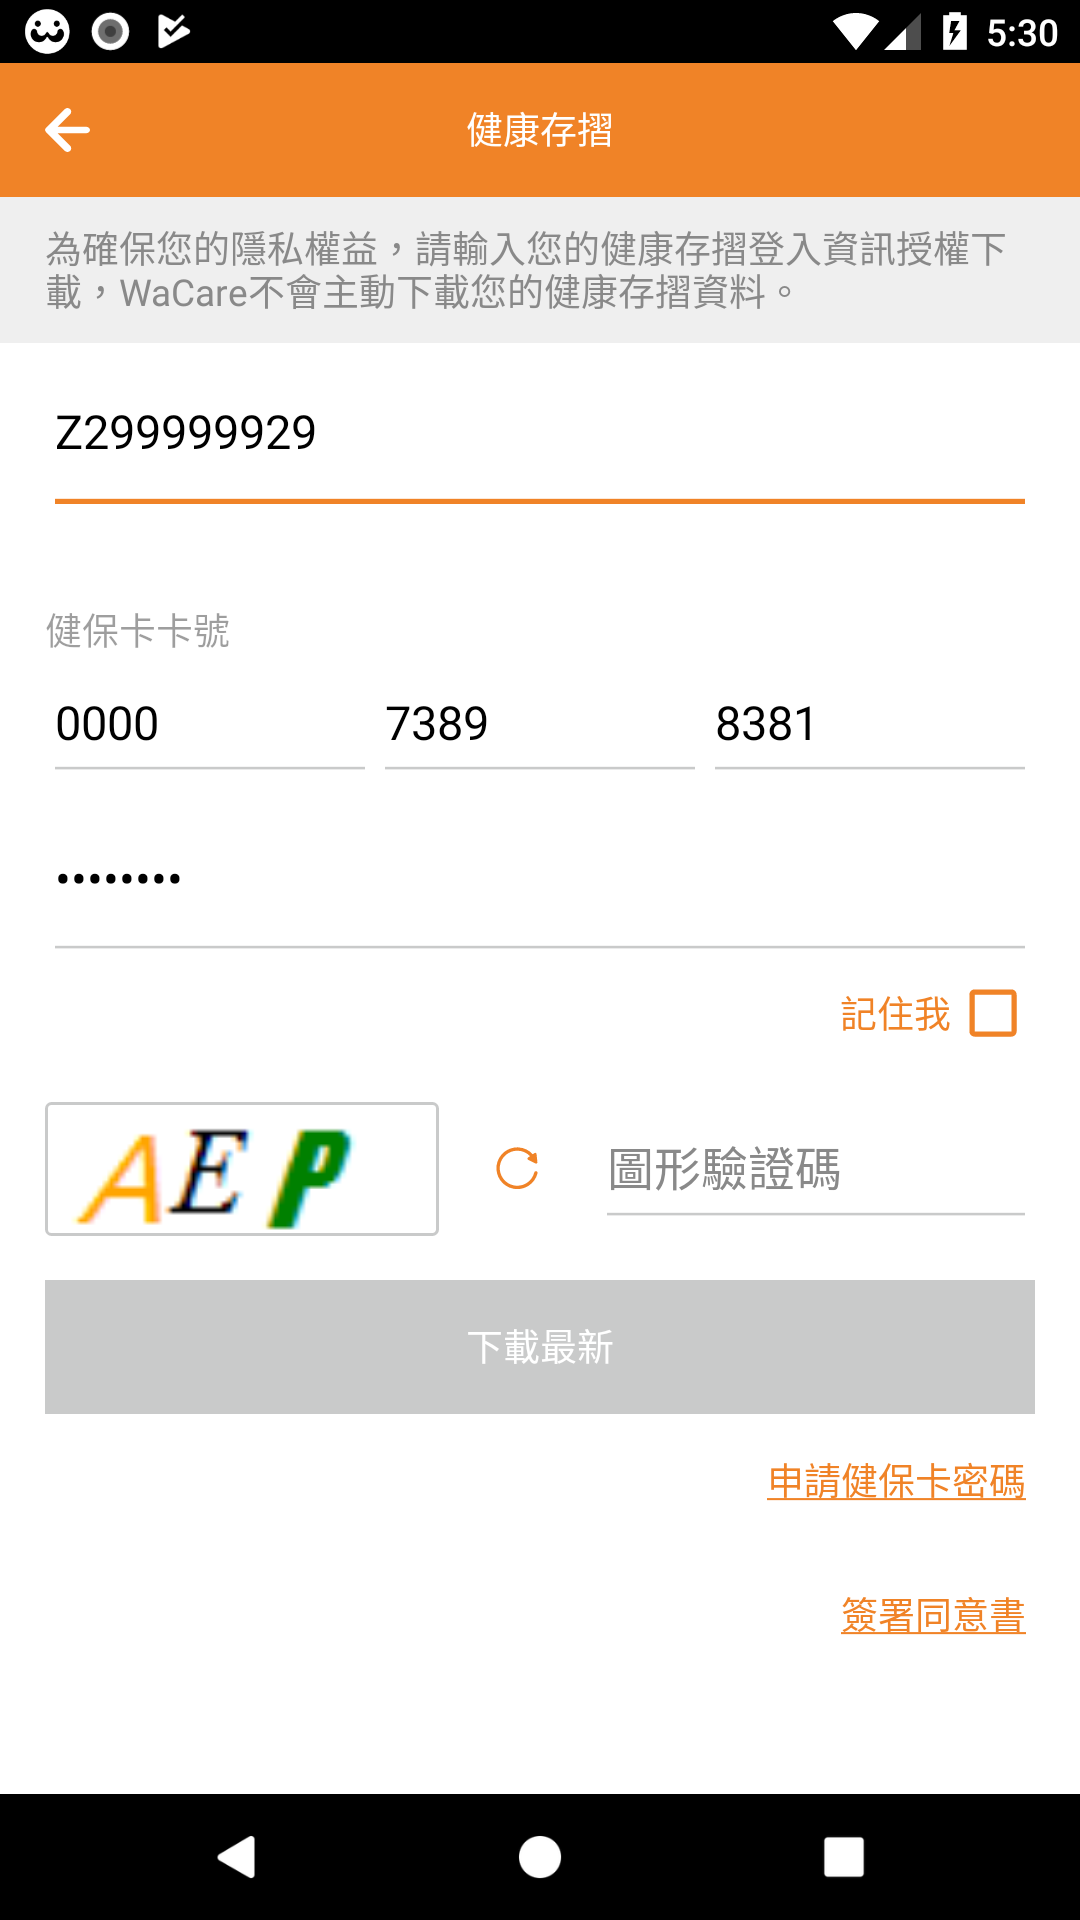 5:30
健康存摺
為確保您的隱私權益，請輸入您的健康存摺登入資訊授權下
載，WaCare不會主動下載您的健康存摺資料。
Z299999929
健保卡卡號
0000 7389 8381
••••••••
記住我
AEP 圖形驗證碼
下載最新
申請健保卡密碼
簽署同意書